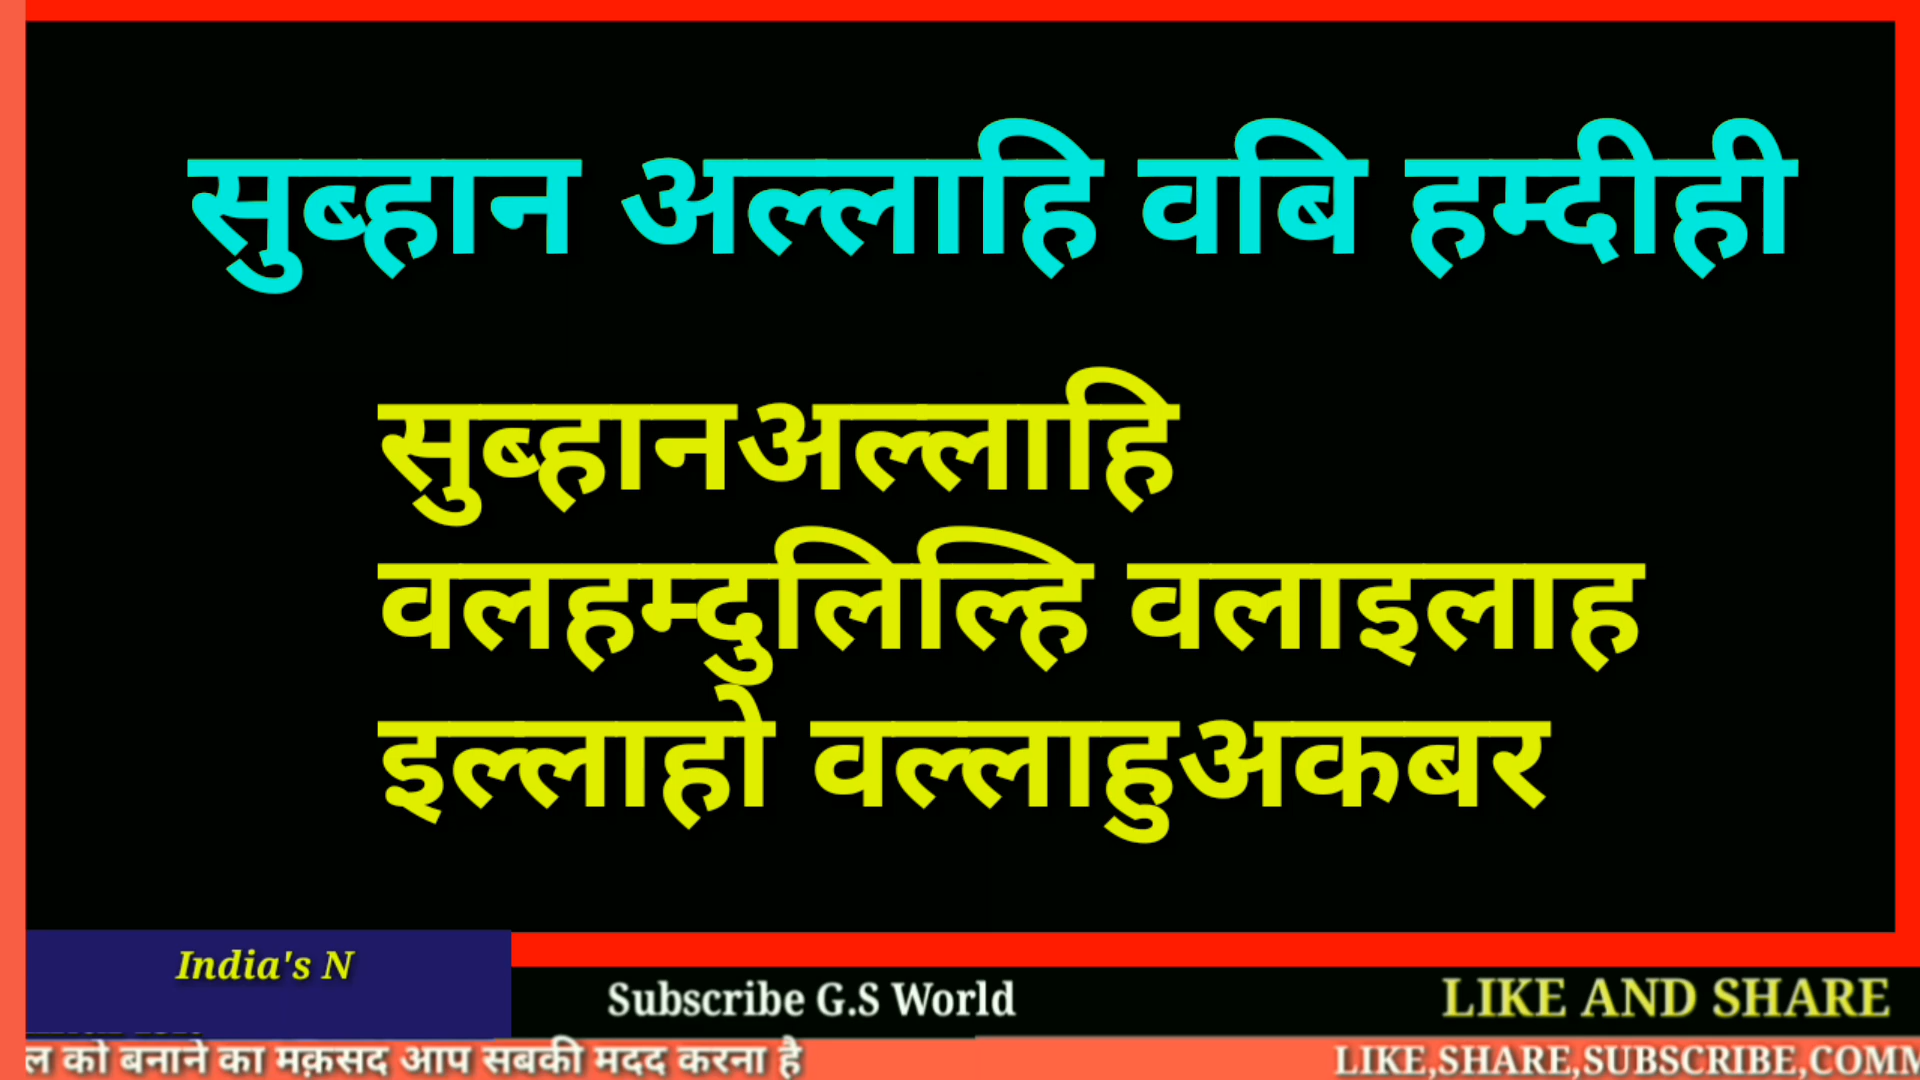 सुब्हान अल्लाहि वबि हम्दीही
सुब्हानअल्लाहि
वलहम्दुलिल्हि वलाइलाह
इल्लाहो वल्लाहुअकबर
India's N
Subscribe G.S World
LIKE AND SHARE
ल को बनाने का मक़सद आप सबकी मदद करना है
LIKE,SHARE,SUBSCRIBE,COMM